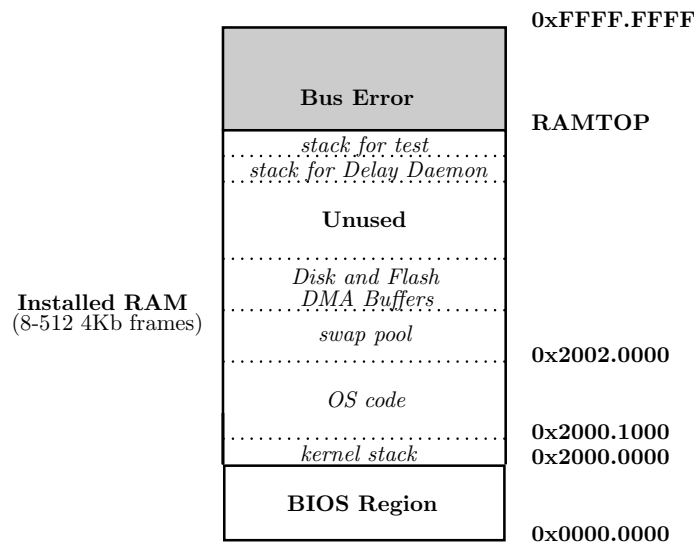 0xFFFF.FFFF
Bus Error
RAMTOP
stack for test
stack for Delay Daemon
Unused
Disk and Flash
DMA Buffers
Installed RAM
(8-512 4Kb frames)
swap pool
0x2002.0000
OS code
0x2000.1000
kernel stack
0x2000.0000
BIOS Region
0x0000.0000